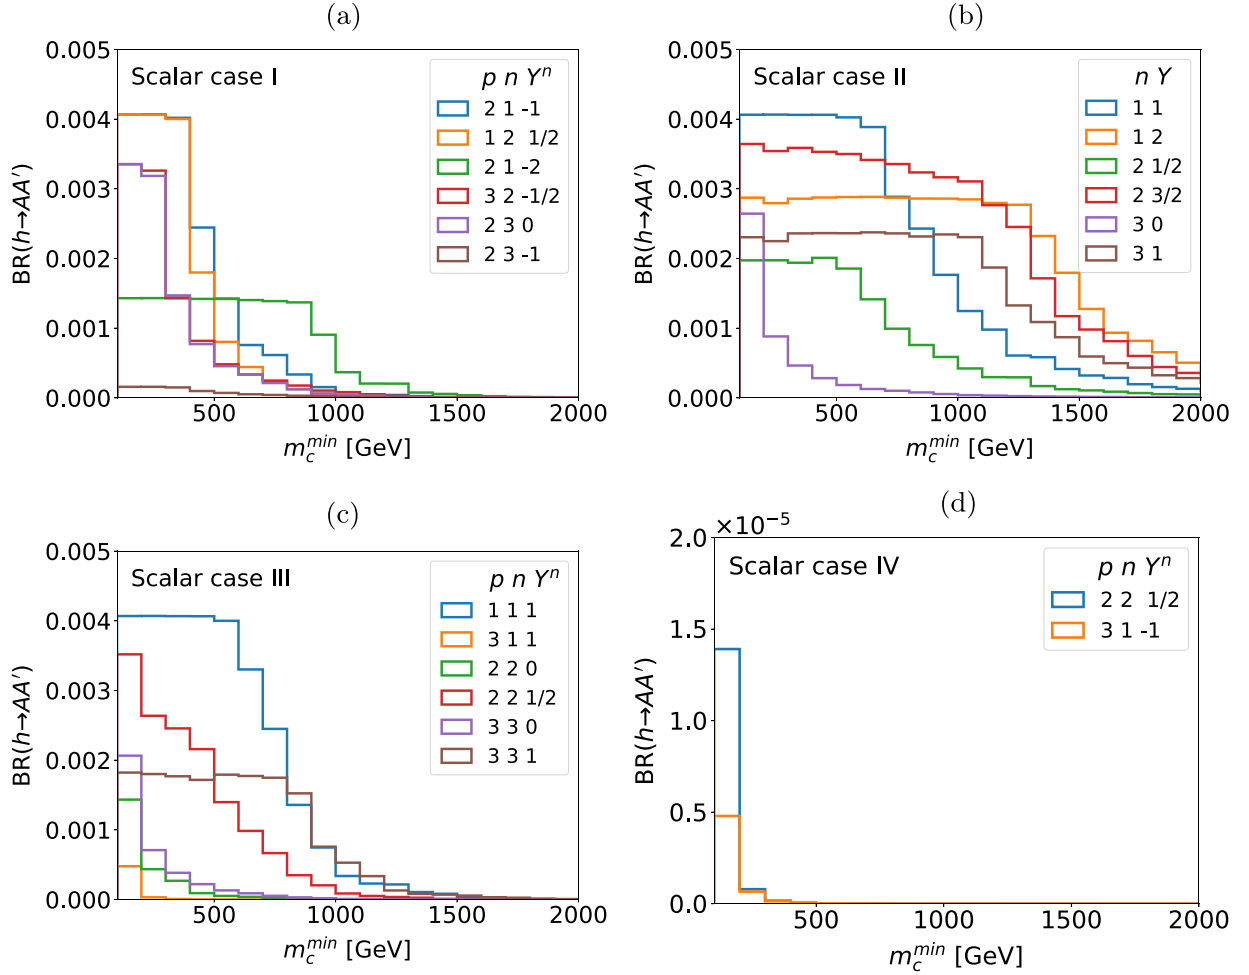 (a)
Scalar case I
p n Yⁿ
2 1 -1
1 2 1/2
2 1 -2
3 2 -1/2
2 3 0
2 3 -1
BR(h→AA′)
0.005
0.004
0.003
0.002
0.001
0.000
500 1000 1500 2000
m_c^min [GeV]
(b)
Scalar case II
n Y
1 1
1 2
2 1/2
2 3/2
3 0
3 1
BR(h→AA′)
0.005
0.004
0.003
0.002
0.001
0.000
500 1000 1500 2000
m_c^min [GeV]
(c)
Scalar case III
p n Yⁿ
1 1 1
3 1 1
2 2 0
2 2 1/2
3 3 0
3 3 1
BR(h→AA′)
0.005
0.004
0.003
0.002
0.001
0.000
500 1000 1500 2000
m_c^min [GeV]
(d)
×10⁻⁵
Scalar case IV
p n Yⁿ
2 2 1/2
3 1 -1
BR(h→AA′)
2.0
1.5
1.0
0.5
0.0
500 1000 1500 2000
m_c^min [GeV]